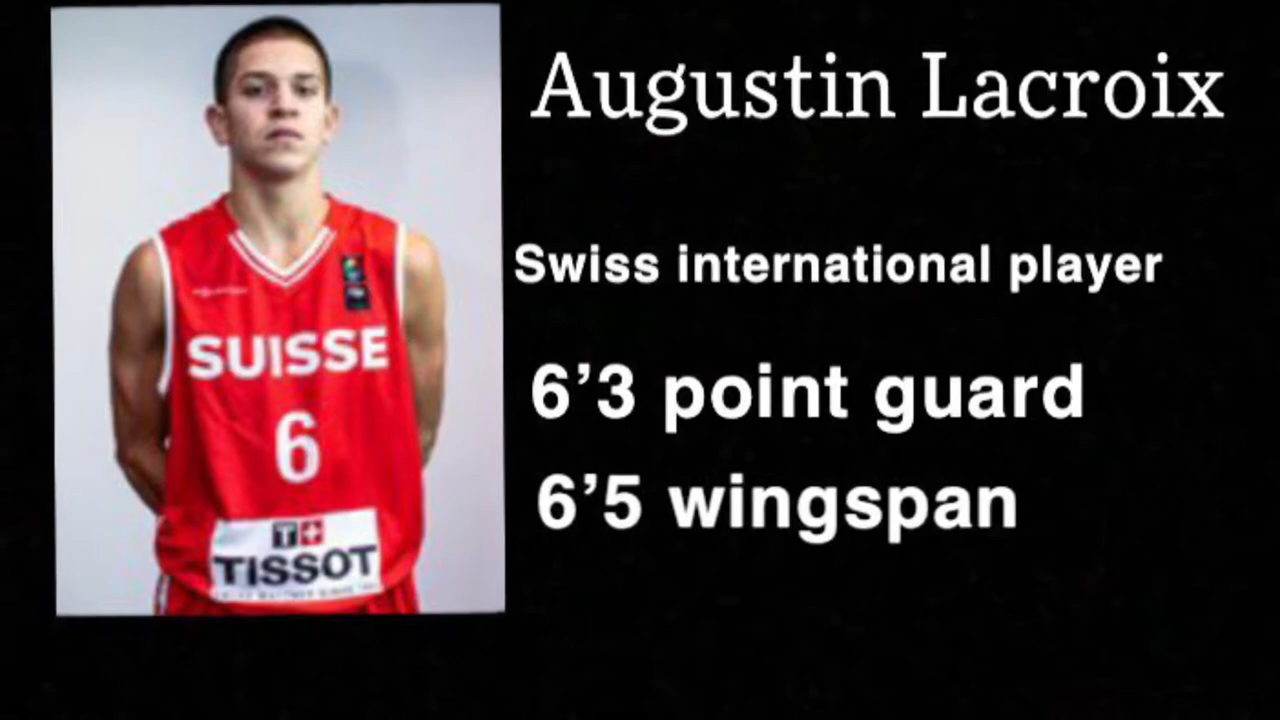 Augustin Lacroix
Swiss international player
6’3 point guard
6’5 wingspan
SUISSE
6
T+
TISSOT